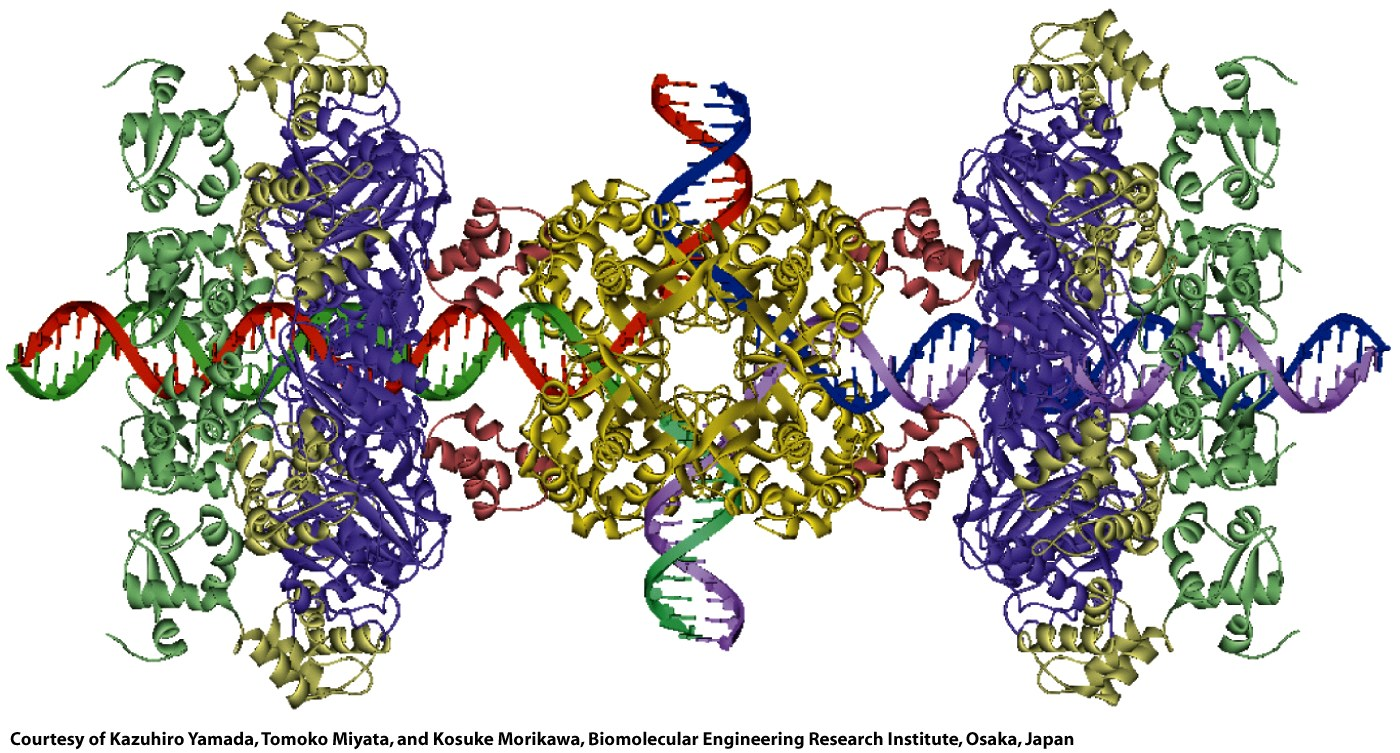 Courtesy of Kazuhiro Yamada, Tomoko Miyata, and Kosuke Morikawa, Biomolecular Engineering Research Institute, Osaka, Japan